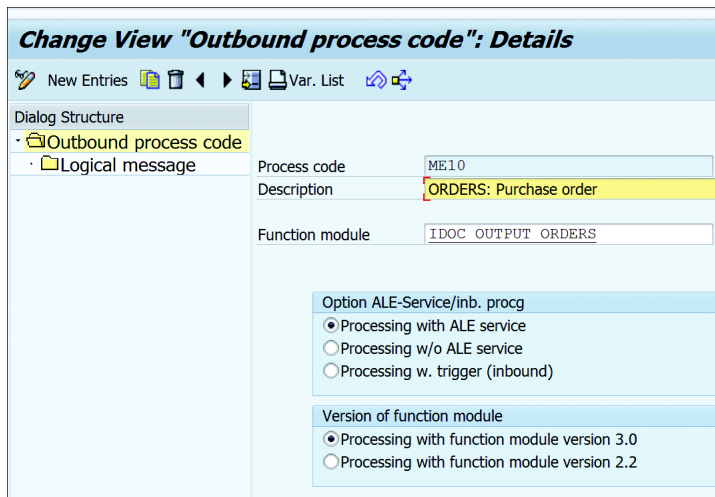 Change View "Outbound process code": Details
New Entries Var. List
Dialog Structure
Outbound process code
Logical message
Process code ME10
Description ORDERS: Purchase order
Function module IDOC_OUTPUT_ORDERS
Option ALE-Service/inb. procg
Processing with ALE service
Processing w/o ALE service
Processing w. trigger (inbound)
Version of function module
Processing with function module version 3.0
Processing with function module version 2.2